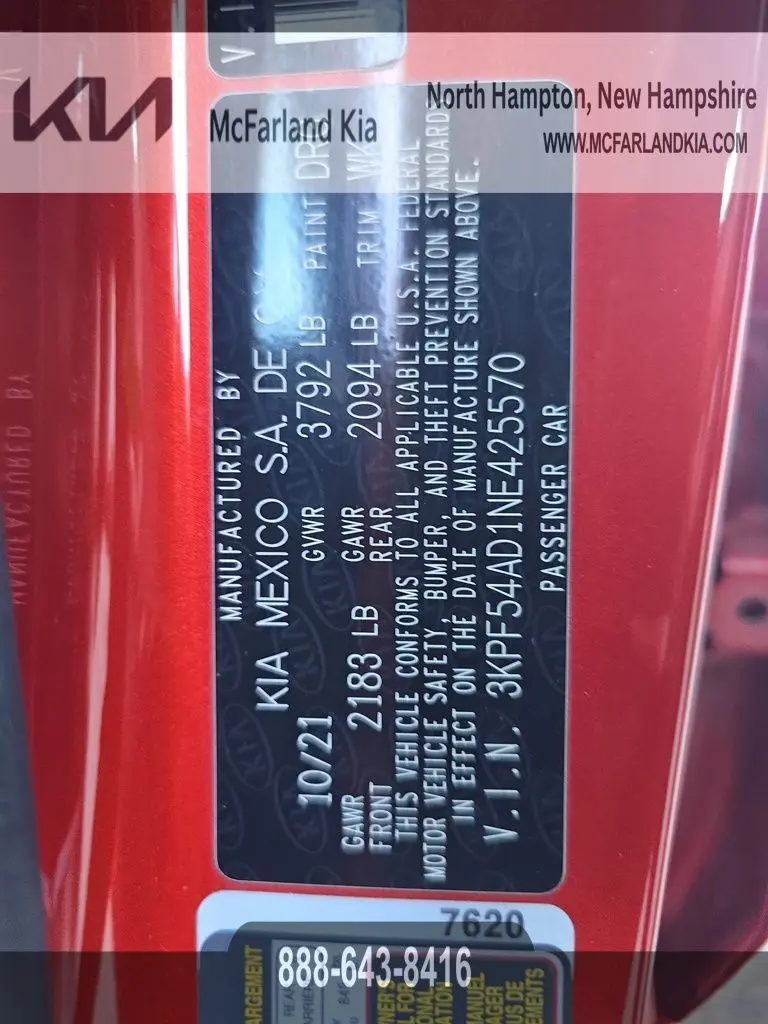 KIA
McFarland Kia
North Hampton, New Hampshire
WWW.MCFARLANDKIA.COM
V.I
MANUFACTURED BY
KIA MEXICO S.A. DE
10/21 GVWR 3792 LB PAINT
GAWR FRONT 2183 LB GAWR REAR 2094 LB TRIM WK
THIS VEHICLE CONFORMS TO ALL APPLICABLE U.S.A. FEDERAL
MOTOR VEHICLE SAFETY, BUMPER, AND THEFT PREVENTION STANDARDS
IN EFFECT ON THE DATE OF MANUFACTURE SHOWN ABOVE.
V.I.N. 3KPF54AD1NE425570
PASSENGER CAR
MANUFACTURED BY
7620
888-643-8416